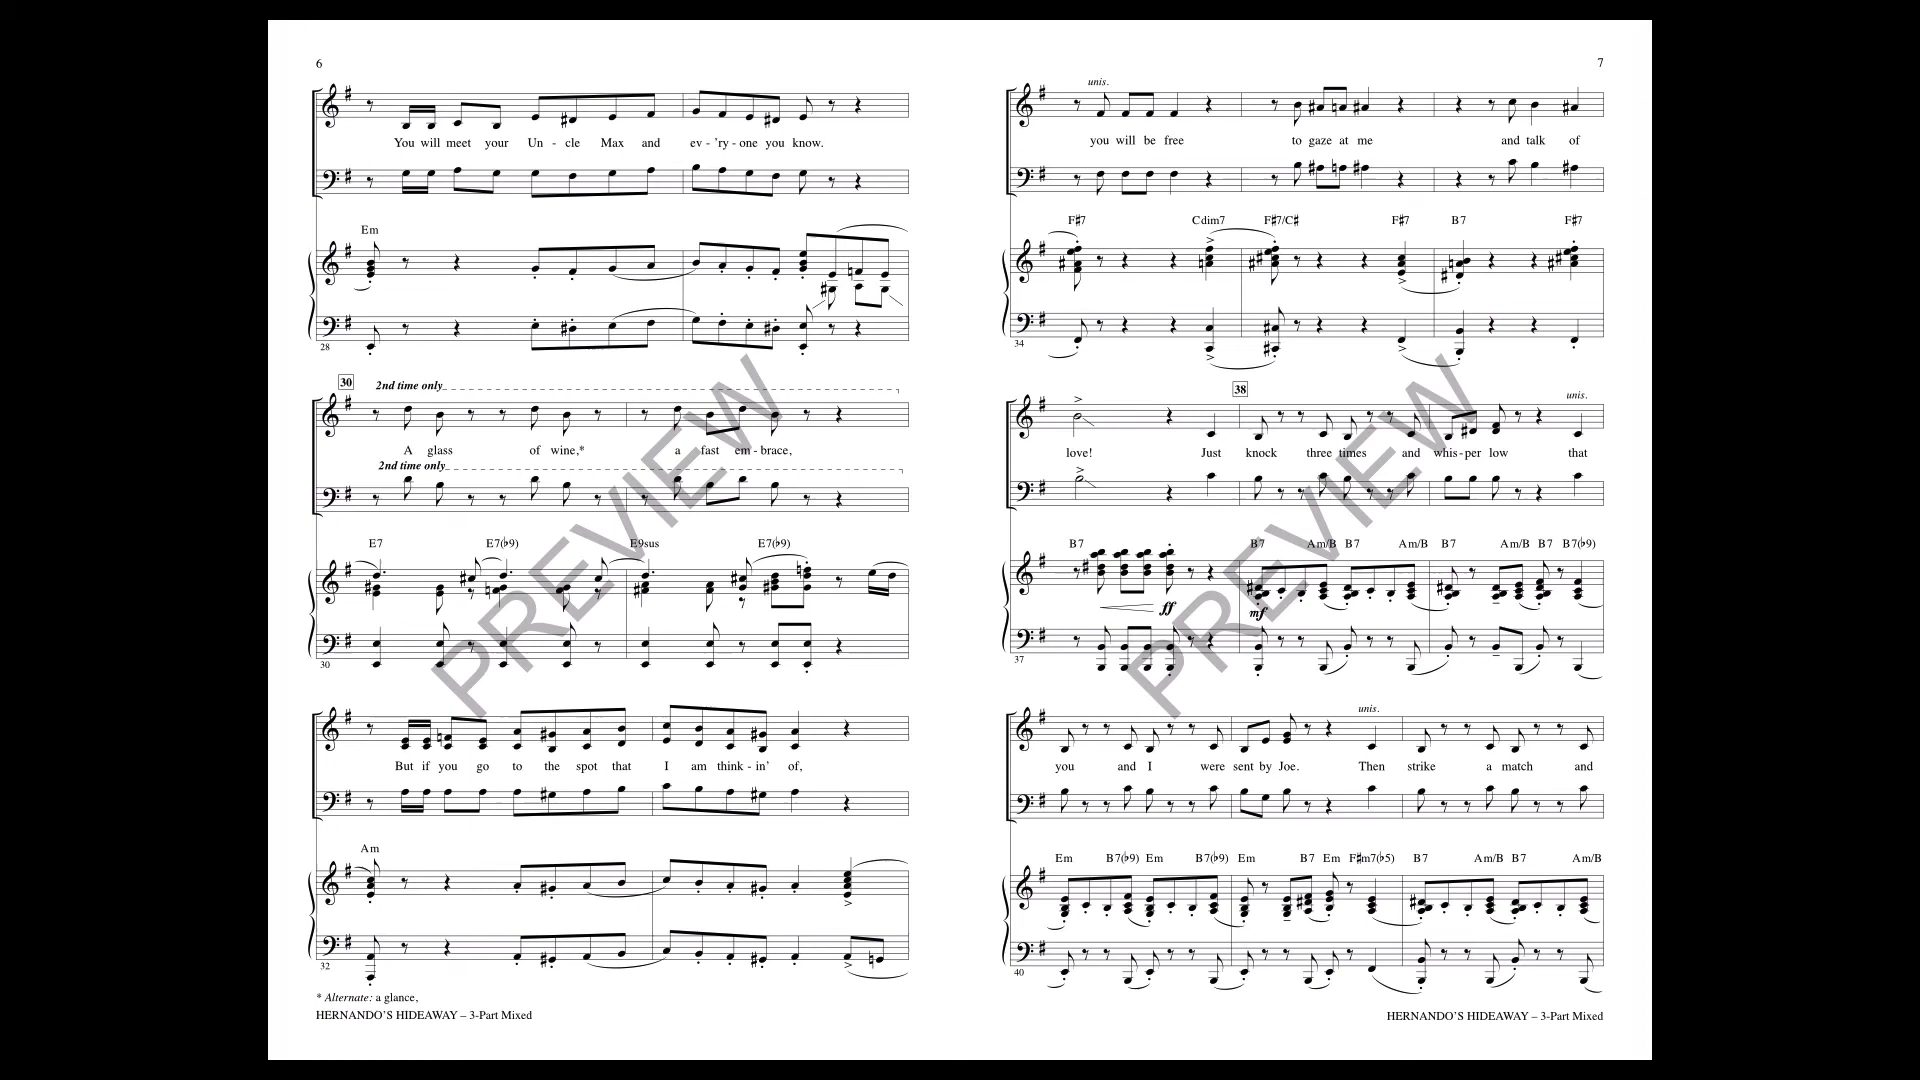 6
You will meet your Un - cle Max and ev - 'ry - one you know.
Em
28
30 2nd time only
A glass of wine,* a fast em - brace,
2nd time only
E7 E7(♭9) E9sus E7(♭9)
30
But if you go to the spot that I am think - in' of,
Am
32
* Alternate: a glance,
HERNANDO'S HIDEAWAY – 3-Part Mixed
PREVIEW
7
unis.
you will be free to gaze at me and talk of
F♯7 Cdim7 F♯7/C♯ F♯7 B7 F♯7
34
38
unis.
love! Just knock three times and whis - per low that
B7 B7 Am/B B7 Am/B B7 Am/B B7 B7(♭9)
ff mf
37
unis.
you and I were sent by Joe. Then strike a match and
Em B7(♭9) Em B7(♭9) Em B7 Em F♯m7(♭5) B7 Am/B B7 Am/B
40
HERNANDO'S HIDEAWAY – 3-Part Mixed
PREVIEW